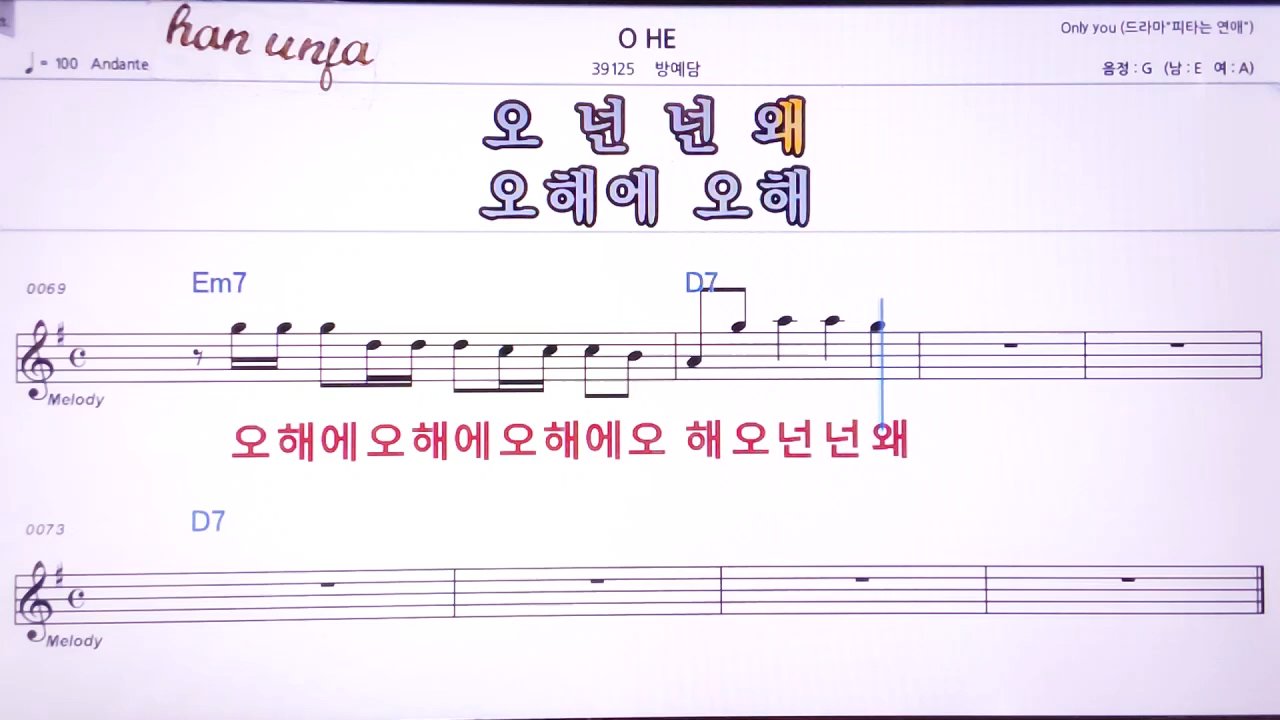 han unja
O HE
Only you (드라마"피타는 연애")
♩= 100 Andante
39125 방예담
음정 : G (남 : E 여 : A)
오 넌 넌 왜
오해에 오해
0069
Em7
D7
Melody
오해에오해에오해에오 해오넌넌왜
0073
D7
Melody